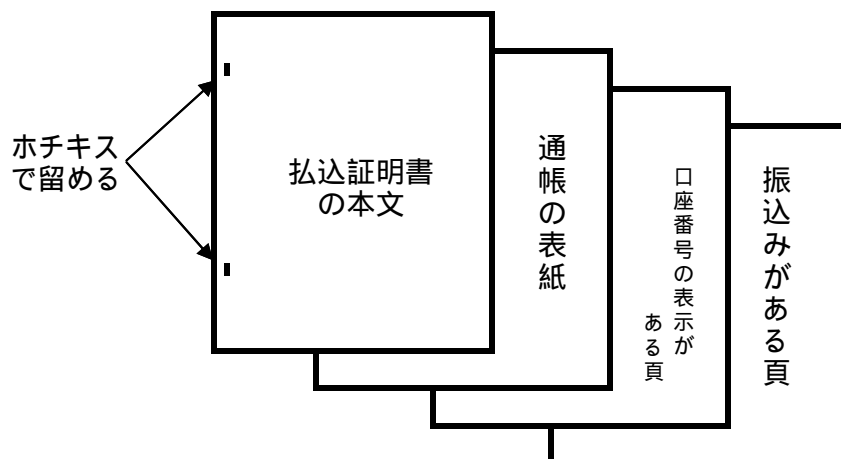 ホチキス
で留める
払込証明書
の本文
通帳の表紙
口座番号の表示が
ある頁
振込みがある頁